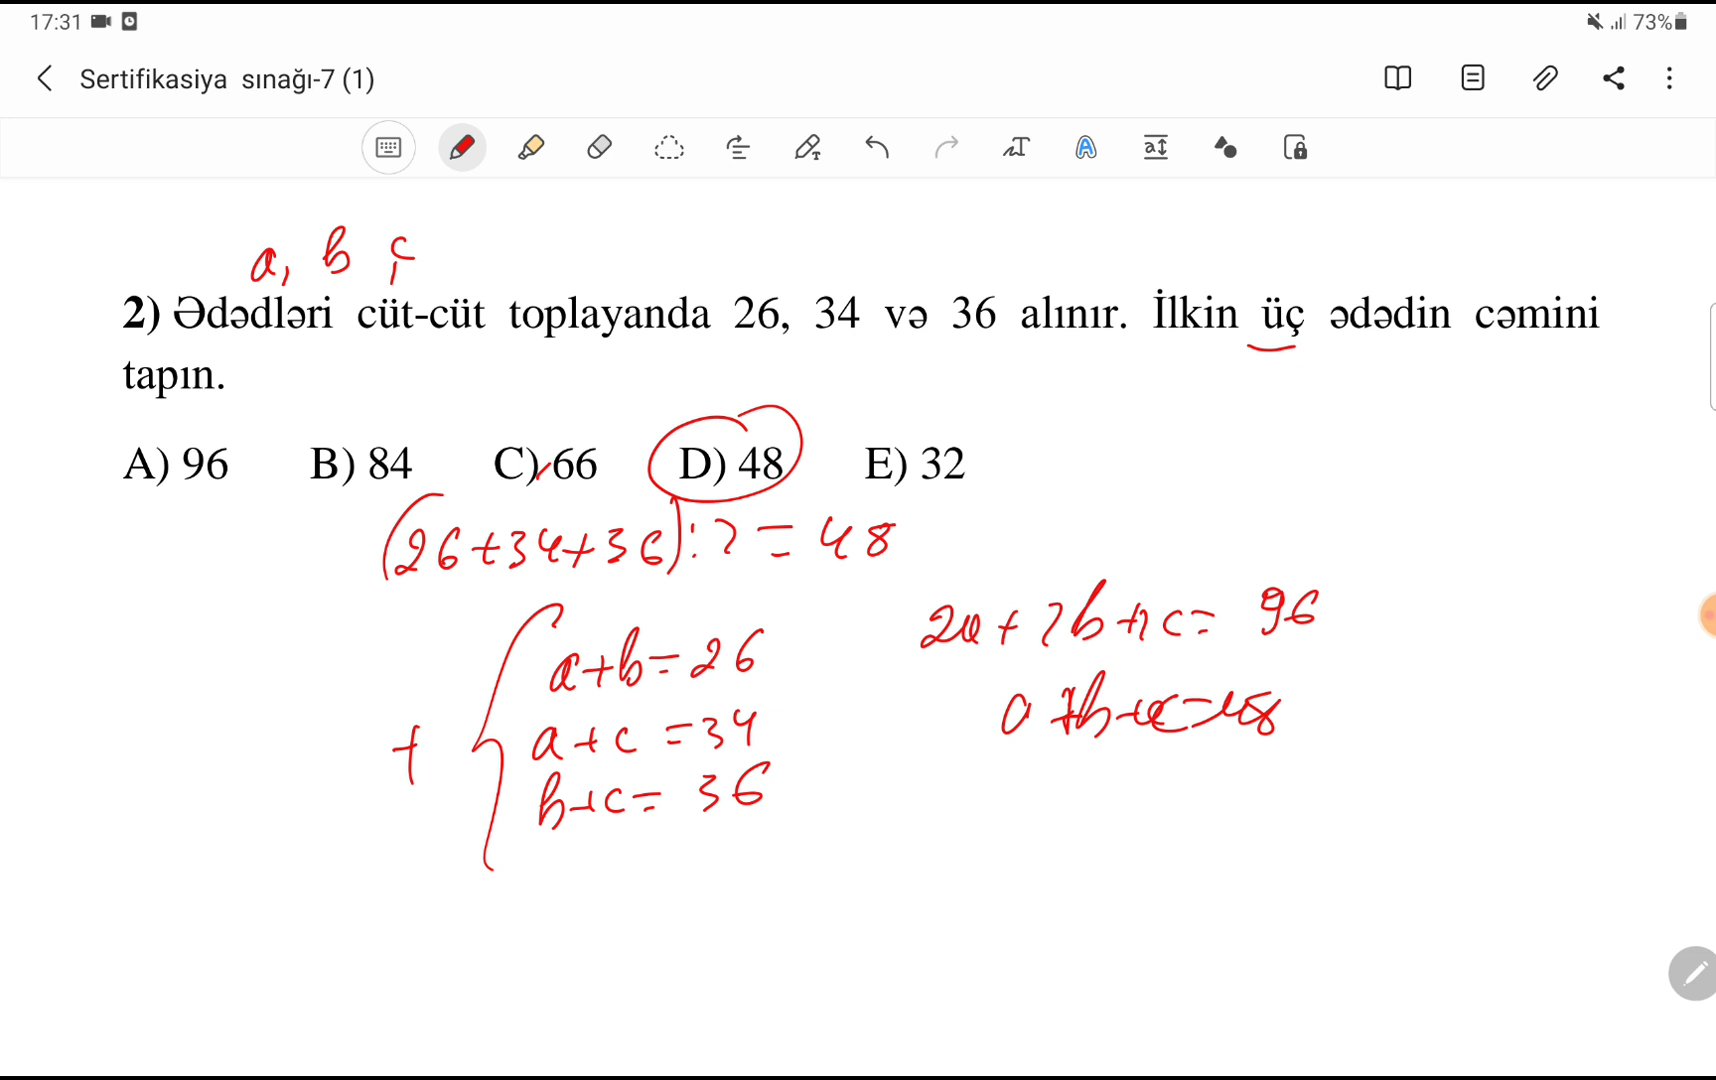 17:31 73%
Sertifikasiya sınağı-7 (1)
a, b c
2) Ədədləri cüt-cüt toplayanda 26, 34 və 36 alınır. İlkin üç ədədin cəmini
tapın.
A) 96 B) 84 C) 66 D) 48 E) 32
(26+34+36):2=48
a+b=26
a+c=34
b+c=36
+
2a+2b+2c=96
a+b+c=48